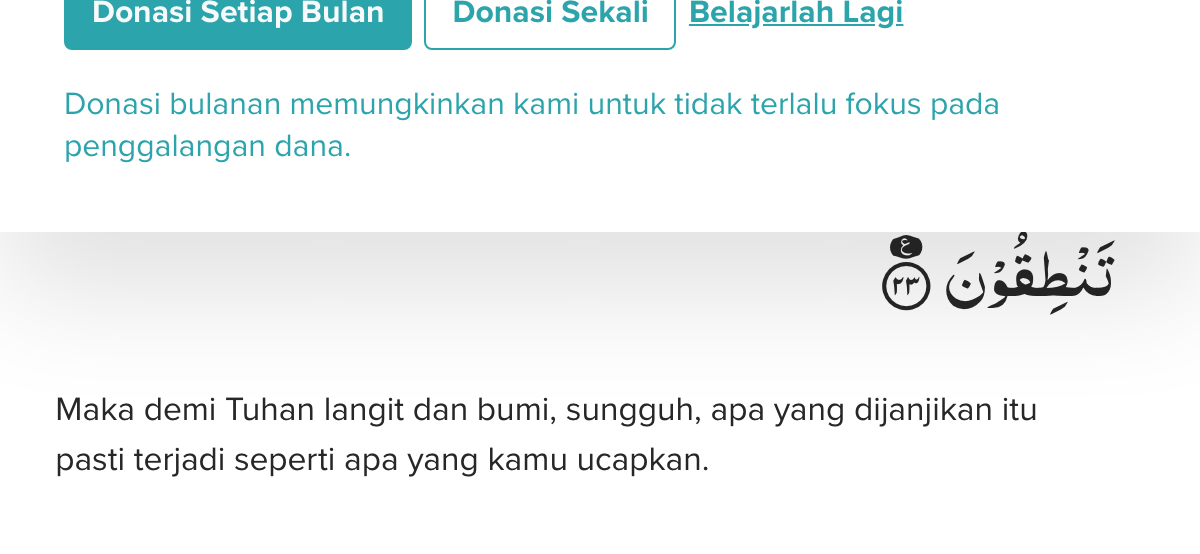 Donasi Setiap Bulan Donasi Sekali Belajarlah Lagi
Donasi bulanan memungkinkan kami untuk tidak terlalu fokus pada
penggalangan dana.
تَنْطِقُوْنَ ࣖ ٢٣
Maka demi Tuhan langit dan bumi, sungguh, apa yang dijanjikan itu
pasti terjadi seperti apa yang kamu ucapkan.